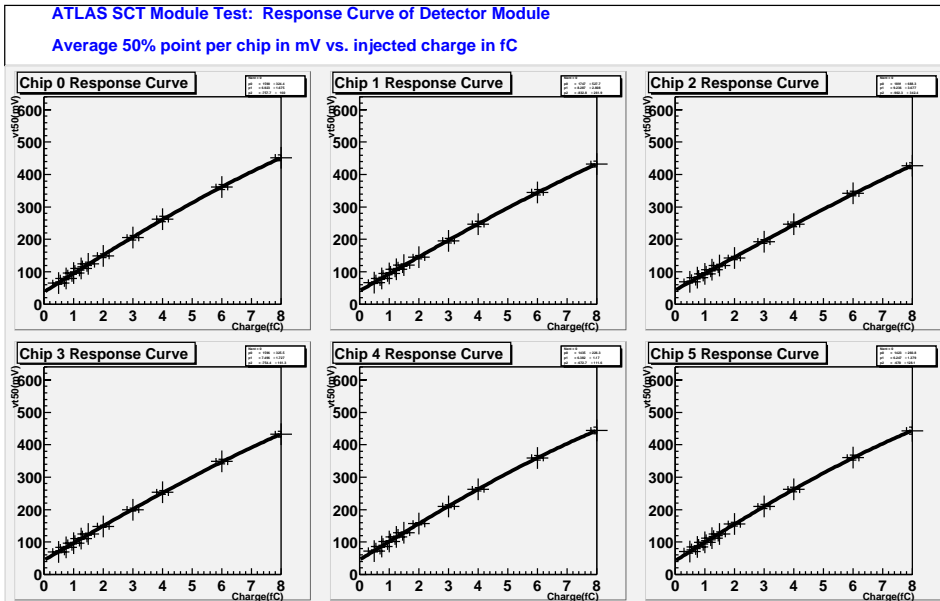 ATLAS SCT Module Test: Response Curve of Detector Module
Average 50% point per chip in mV vs. injected charge in fC
Chip 0 Response Curve
vt50(mV)
600
500
400
300
200
100
0
0 1 2 3 4 5 6 7 8
Charge(fC)
Chip 1 Response Curve
vt50(mV)
600
500
400
300
200
100
0
0 1 2 3 4 5 6 7 8
Charge(fC)
Chip 2 Response Curve
vt50(mV)
600
500
400
300
200
100
0
0 1 2 3 4 5 6 7 8
Charge(fC)
Chip 3 Response Curve
vt50(mV)
600
500
400
300
200
100
0
0 1 2 3 4 5 6 7 8
Charge(fC)
Chip 4 Response Curve
vt50(mV)
600
500
400
300
200
100
0
0 1 2 3 4 5 6 7 8
Charge(fC)
Chip 5 Response Curve
vt50(mV)
600
500
400
300
200
100
0
0 1 2 3 4 5 6 7 8
Charge(fC)